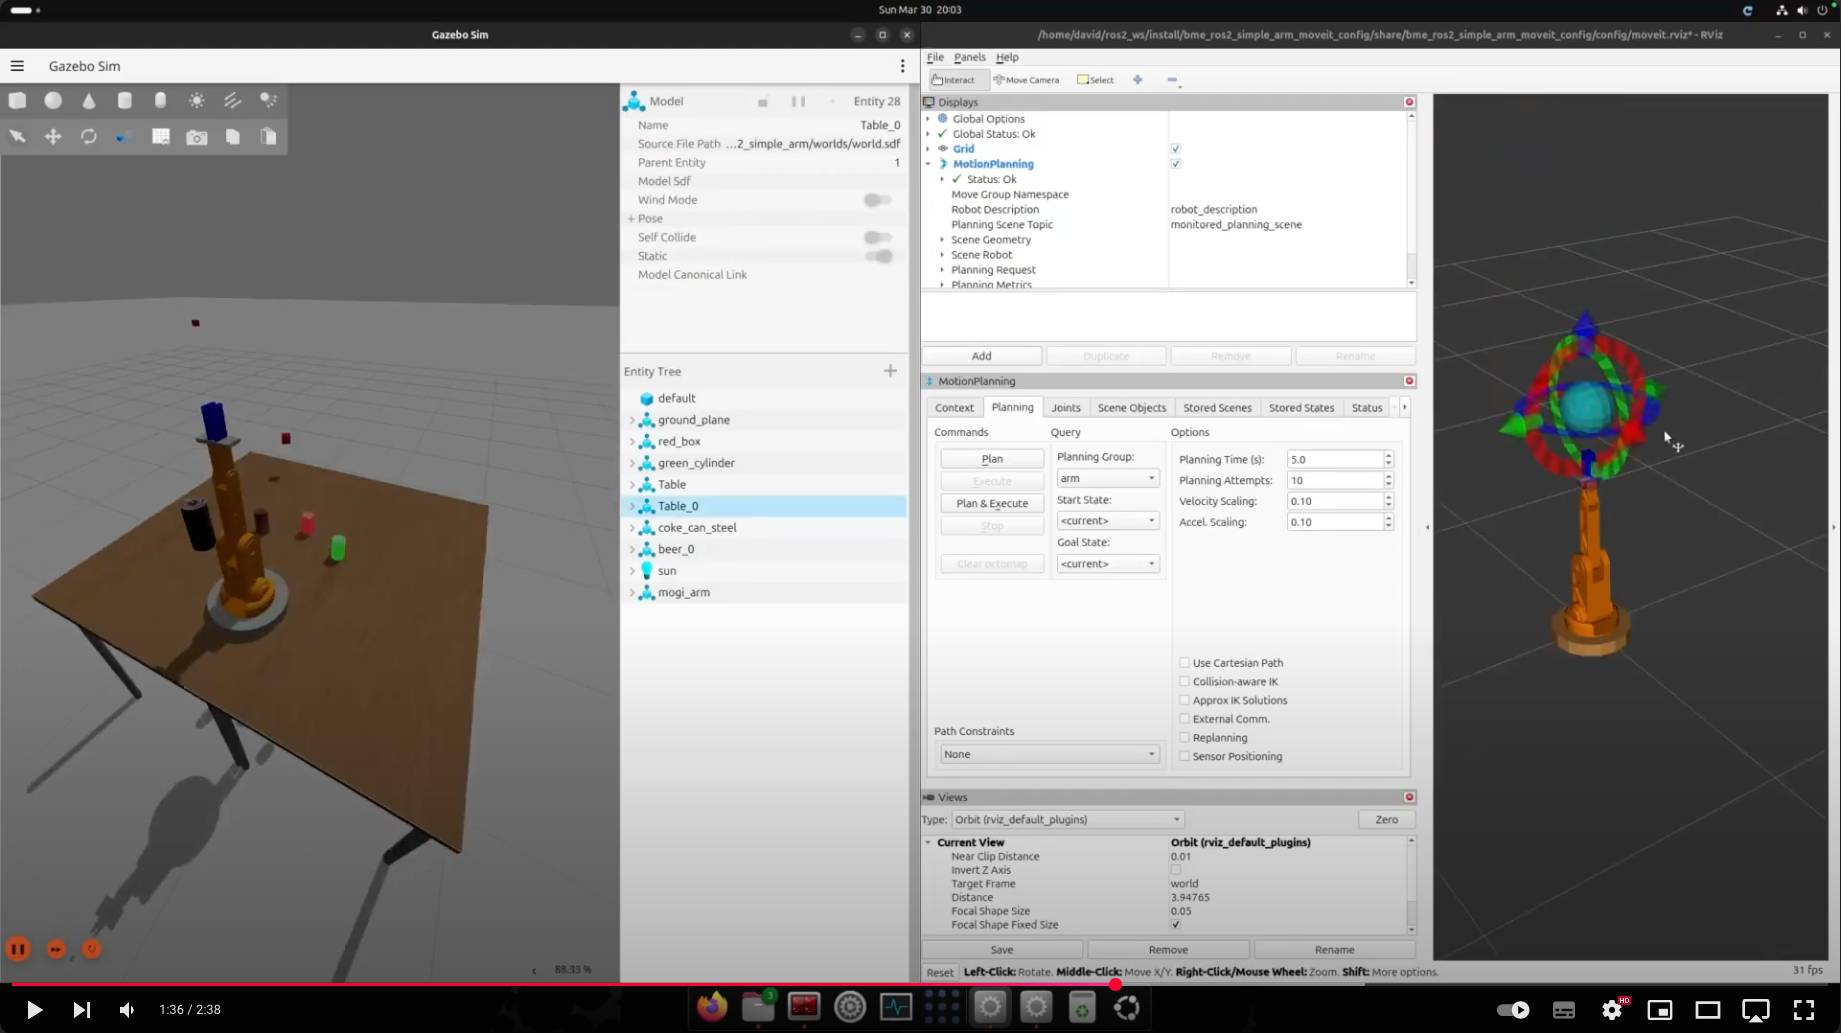 Sun Mar 30 20:03
Gazebo Sim
Gazebo Sim
Model
Entity 28
Name Table_0
Source File Path ...2_simple_arm/worlds/world.sdf
Parent Entity 1
Model Sdf
Wind Mode
+ Pose
Self Collide
Static
Model Canonical Link
Entity Tree
default
ground_plane
red_box
green_cylinder
Table
Table_0
coke_can_steel
beer_0
sun
mogi_arm
88.33 %
/home/david/ros2_ws/install/bme_ros2_simple_arm_moveit_config/share/bme_ros2_simple_arm_moveit_config/config/moveit.rviz* - RViz
File Panels Help
Interact Move Camera Select
Displays
Global Options
Global Status: Ok
Grid
MotionPlanning
Status: Ok
Move Group Namespace
Robot Description robot_description
Planning Scene Topic monitored_planning_scene
Scene Geometry
Scene Robot
Planning Request
Planning Metrics
Add Duplicate Remove Rename
MotionPlanning
Context Planning Joints Scene Objects Stored Scenes Stored States Status
Commands Query Options
Plan
Execute
Plan & Execute
Stop
Clear octomap
Planning Group:
arm
Start State:
<current>
Goal State:
<current>
Planning Time (s): 5.0
Planning Attempts: 10
Velocity Scaling: 0.10
Accel. Scaling: 0.10
Use Cartesian Path
Collision-aware IK
Approx IK Solutions
External Comm.
Replanning
Sensor Positioning
Path Constraints
None
Views
Type: Orbit (rviz_default_plugins) Zero
Current View Orbit (rviz_default_plugins)
Near Clip Distance 0.01
Invert Z Axis
Target Frame world
Distance 3.94765
Focal Shape Size 0.05
Focal Shape Fixed Size
Save Remove Rename
Reset Left-Click: Rotate. Middle-Click: Move X/Y. Right-Click/Mouse Wheel: Zoom. Shift: More options.
31 fps
1:36 / 2:38
3
HD